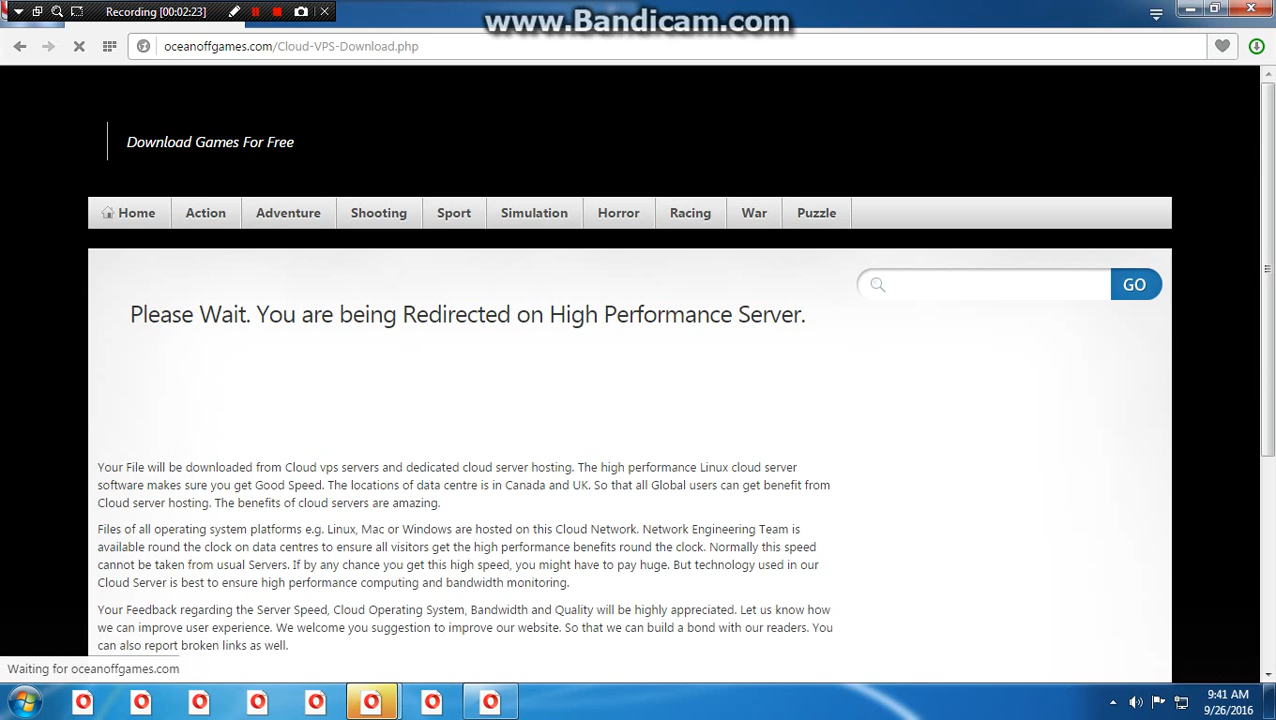 Recording [00:02:23]
www.Bandicam.com
oceanoffgames.com/Cloud-VPS-Download.php
Download Games For Free
Home Action Adventure Shooting Sport Simulation Horror Racing War Puzzle
GO
Please Wait. You are being Redirected on High Performance Server.
Your File will be downloaded from Cloud vps servers and dedicated cloud server hosting. The high performance Linux cloud server
software makes sure you get Good Speed. The locations of data centre is in Canada and UK. So that all Global users can get benefit from
Cloud server hosting. The benefits of cloud servers are amazing.
Files of all operating system platforms e.g. Linux, Mac or Windows are hosted on this Cloud Network. Network Engineering Team is
available round the clock on data centres to ensure all visitors get the high performance benefits round the clock. Normally this speed
cannot be taken from usual Servers. If by any chance you get this high speed, you might have to pay huge. But technology used in our
Cloud Server is best to ensure high performance computing and bandwidth monitoring.
Your Feedback regarding the Server Speed, Cloud Operating System, Bandwidth and Quality will be highly appreciated. Let us know how
we can improve user experience. We welcome you suggestion to improve our website. So that we can build a bond with our readers. You
can also report broken links as well.
Waiting for oceanoffgames.com
9:41 AM
9/26/2016